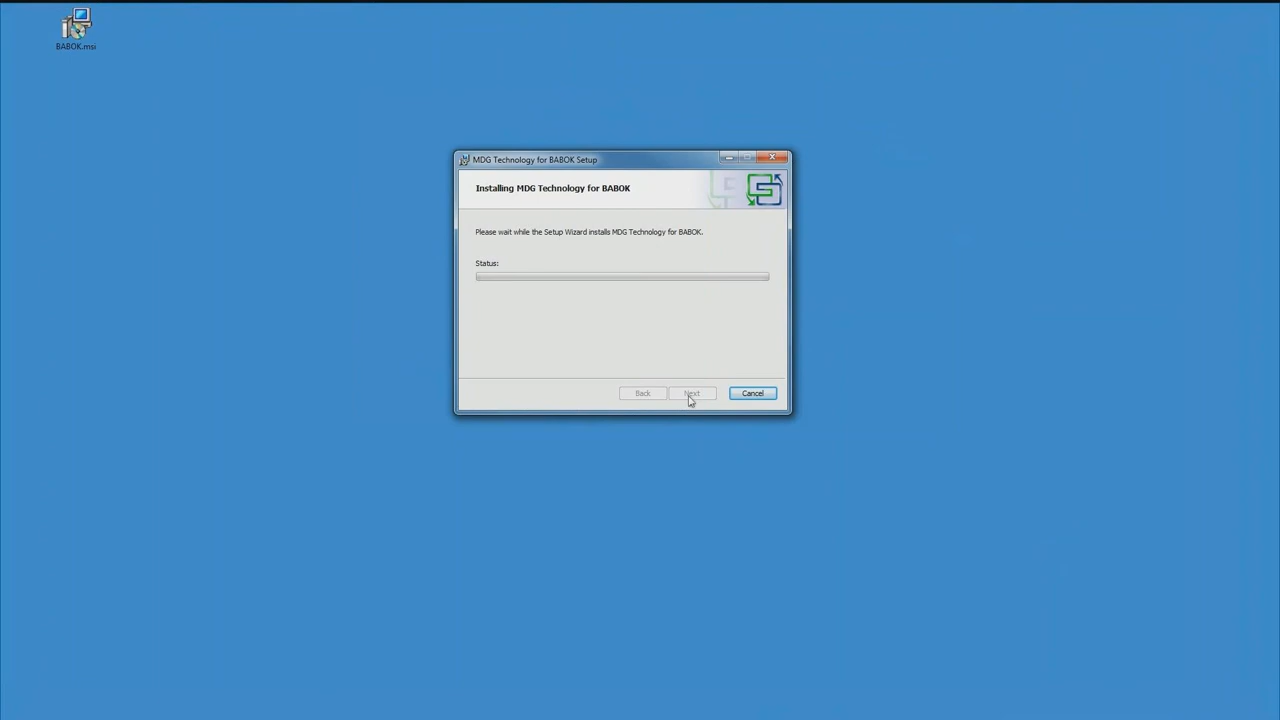 BABOK.msi
MDG Technology for BABOK Setup
Installing MDG Technology for BABOK
Please wait while the Setup Wizard installs MDG Technology for BABOK.
Status:
Back
Next
Cancel